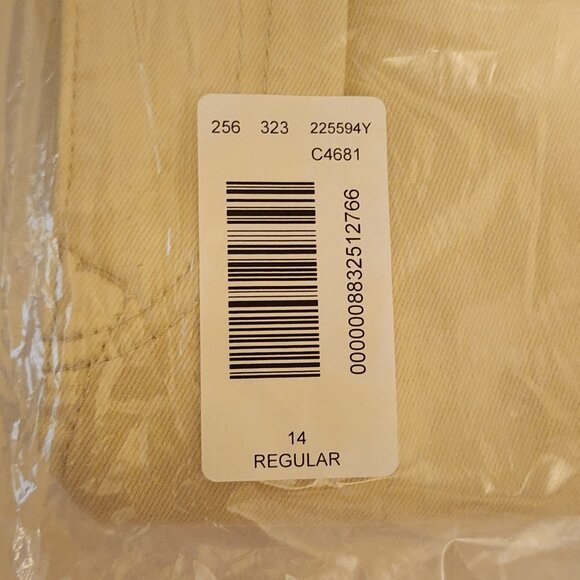 256 323 225594Y
C4681
0000008832512766
14
REGULAR